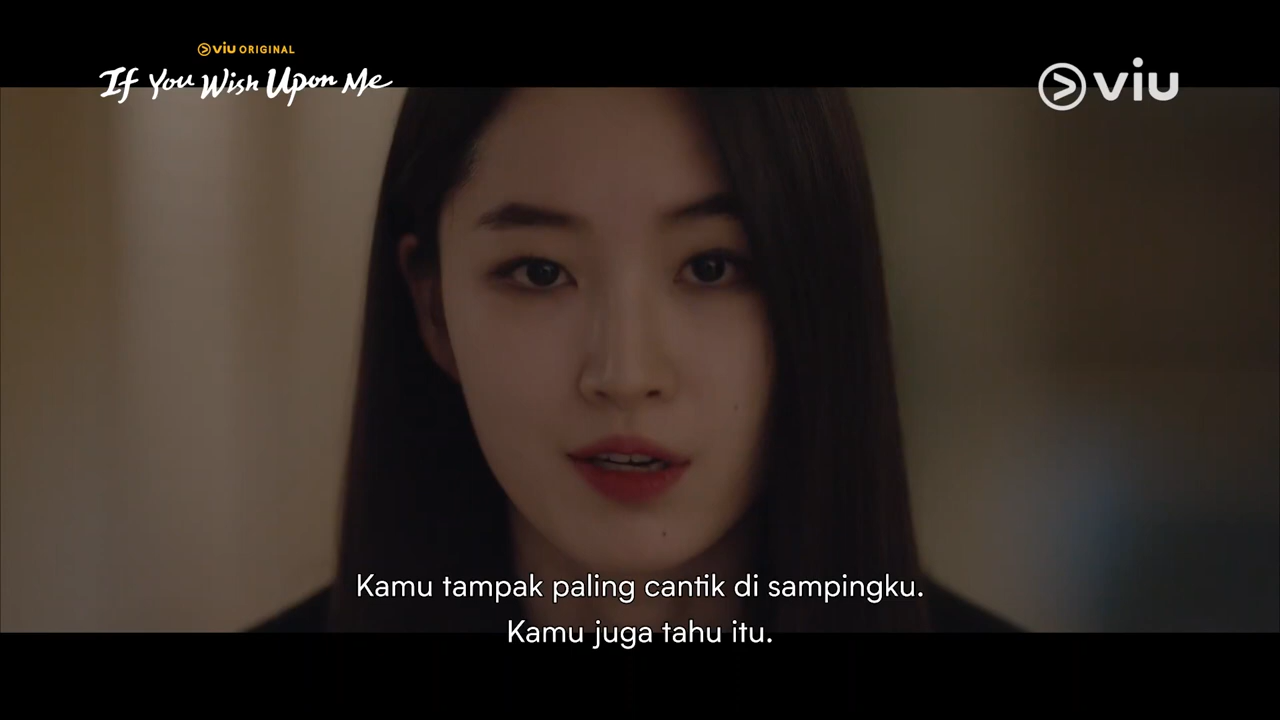 viu ORIGINAL
If You Wish Upon Me
viu
Kamu tampak paling cantik di sampingku.
Kamu juga tahu itu.